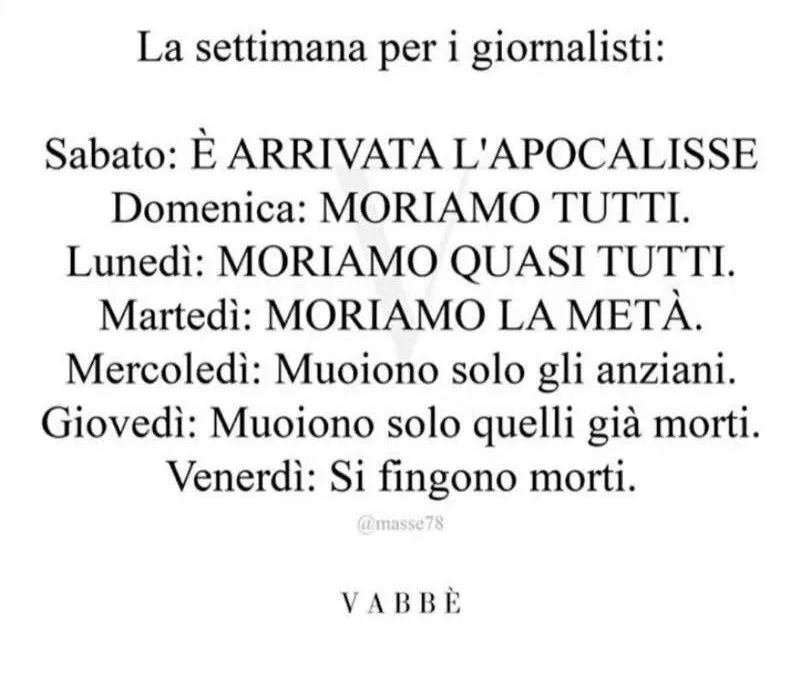 La settimana per i giornalisti:
Sabato: È ARRIVATA L'APOCALISSE
Domenica: MORIAMO TUTTI.
Lunedì: MORIAMO QUASI TUTTI.
Martedì: MORIAMO LA METÀ.
Mercoledì: Muoiono solo gli anziani.
Giovedì: Muoiono solo quelli già morti.
Venerdì: Si fingono morti.
@masse78
VABBÈ